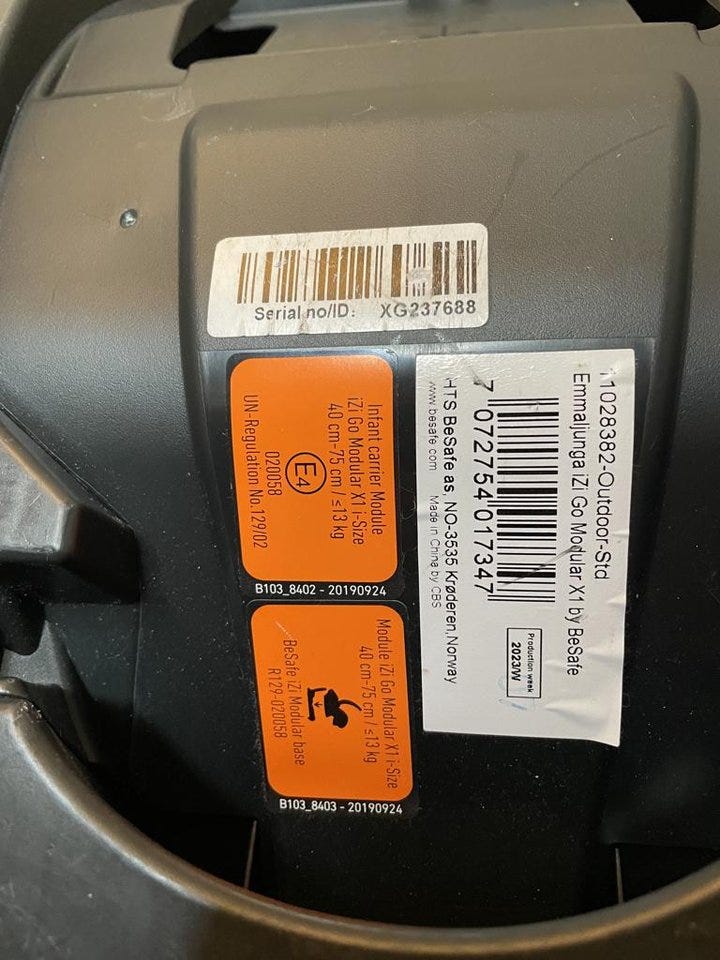 Serial no/ID: XG237688
Infant carrier Module
iZi Go Modular X1 i-Size
40 cm-75 cm / ≤13 kg
E4
020058
UN-Regulation No.129/02
B103_8402 - 20190924
Module iZi Go Modular X1 i-Size
40 cm-75 cm / ≤13 kg
BeSafe iZi Modular base
R129-020058
B103_8403 - 20190924
11028382-Outdoor-Std
Emmaljunga iZi Go Modular X1 by BeSafe
7 072754 017347
Production week
2023/W
HTS BeSafe as, NO-3535 Krøderen,Norway
www.besafe.com Made in China by CBS